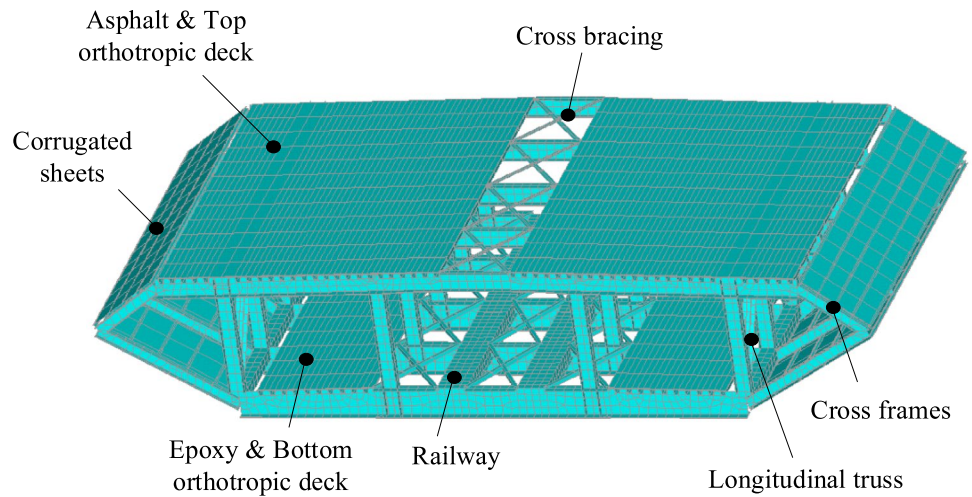 Asphalt & Top
orthotropic deck
Cross bracing
Corrugated
sheets
Cross frames
Epoxy & Bottom
orthotropic deck
Railway
Longitudinal truss